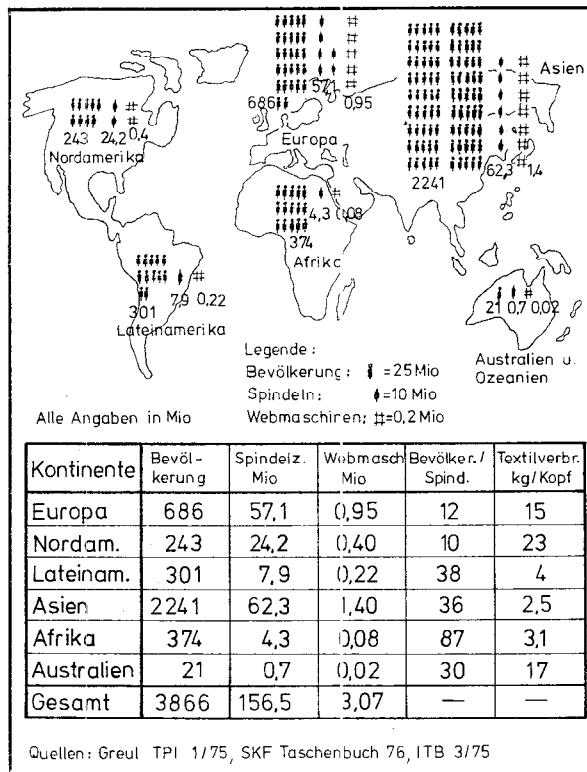 686
57,1
0,95
Europa
Asien
2241
62,3
1,4
243
24,2
0,4
Nordamerika
374
4,3
0,08
Afrika
301
7,9
0,22
Lateinamerika
21
0,7
0,02
Australien u.
Ozeanien
Legende:
Bevölkerung: =25 Mio
Spindeln: =10 Mio
Webmaschinen: =0,2 Mio
Alle Angaben in Mio
Kontinente Bevöl-kerung Spindelz. Mio Webmasch Mio Bevölker./Spind. Textilverbr. kg/Kopf
Europa 686 57,1 0,95 12 15
Nordam. 243 24,2 0,40 10 23
Lateinam. 301 7,9 0,22 38 4
Asien 2241 62,3 1,40 36 2,5
Afrika 374 4,3 0,08 87 3,1
Australien 21 0,7 0,02 30 17
Gesamt 3866 156,5 3,07 — —
Quellen: Greul TPI 1/75, SKF Taschenbuch 76, ITB 3/75